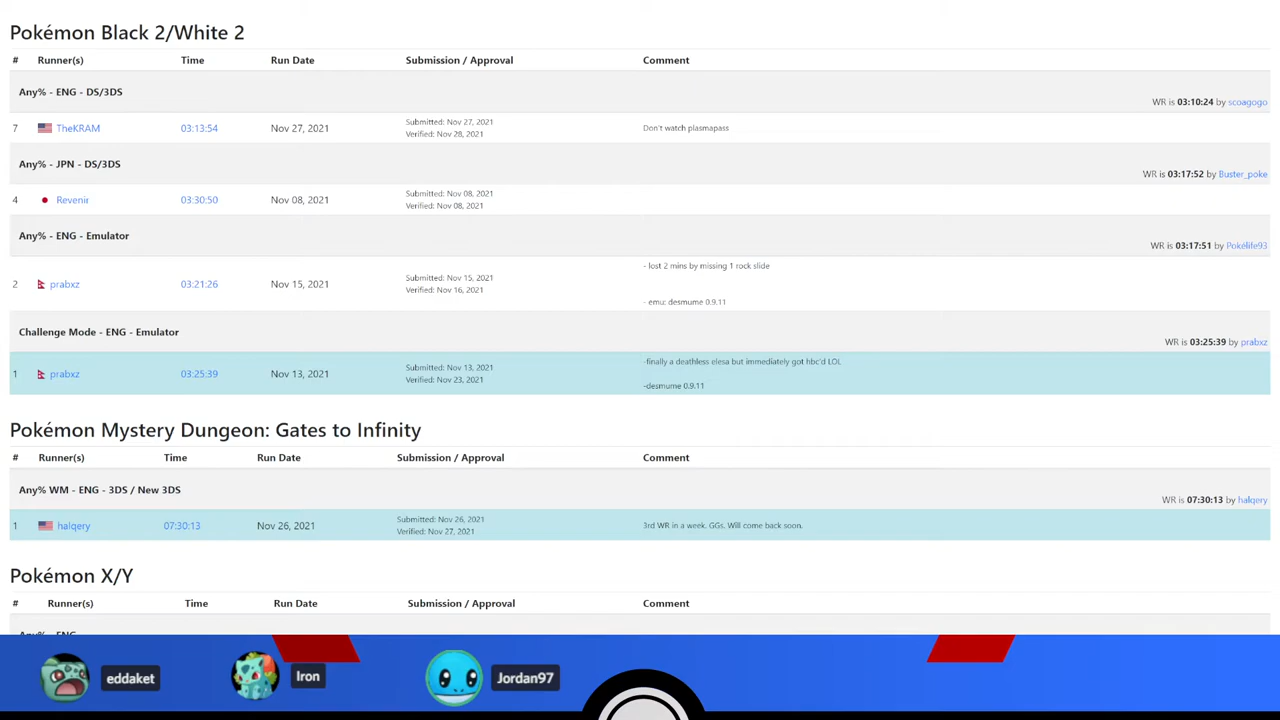 Pokémon Black 2/White 2
# Runner(s) Time Run Date Submission / Approval Comment
Any% - ENG - DS/3DS
WR is 03:10:24 by scoagogo
7 TheKRAM 03:13:54 Nov 27, 2021 Submitted: Nov 27, 2021 Don't watch plasmapass
Verified: Nov 28, 2021
Any% - JPN - DS/3DS
WR is 03:17:52 by Buster_poke
4 Revenir 03:30:50 Nov 08, 2021 Submitted: Nov 08, 2021
Verified: Nov 08, 2021
Any% - ENG - Emulator
WR is 03:17:51 by Pokélife93
- lost 2 mins by missing 1 rock slide
2 prabxz 03:21:26 Nov 15, 2021 Submitted: Nov 15, 2021
Verified: Nov 16, 2021
- emu: desmume 0.9.11
Challenge Mode - ENG - Emulator
WR is 03:25:39 by prabxz
-finally a deathless elesa but immediately got hbc'd LOL
1 prabxz 03:25:39 Nov 13, 2021 Submitted: Nov 13, 2021
Verified: Nov 23, 2021
-desmume 0.9.11
Pokémon Mystery Dungeon: Gates to Infinity
# Runner(s) Time Run Date Submission / Approval Comment
Any% WM - ENG - 3DS / New 3DS
WR is 07:30:13 by halqery
1 halqery 07:30:13 Nov 26, 2021 Submitted: Nov 26, 2021 3rd WR in a week. GGs. Will come back soon.
Verified: Nov 27, 2021
Pokémon X/Y
# Runner(s) Time Run Date Submission / Approval Comment
Any% - ENG
eddaket Iron Jordan97